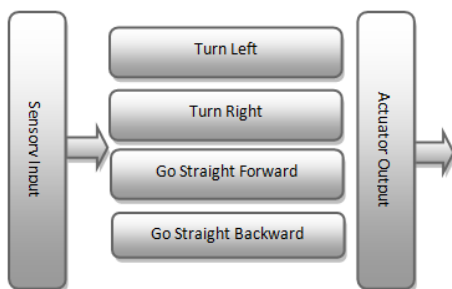 Sensory Input
Turn Left
Turn Right
Go Straight Forward
Go Straight Backward
Actuator Output